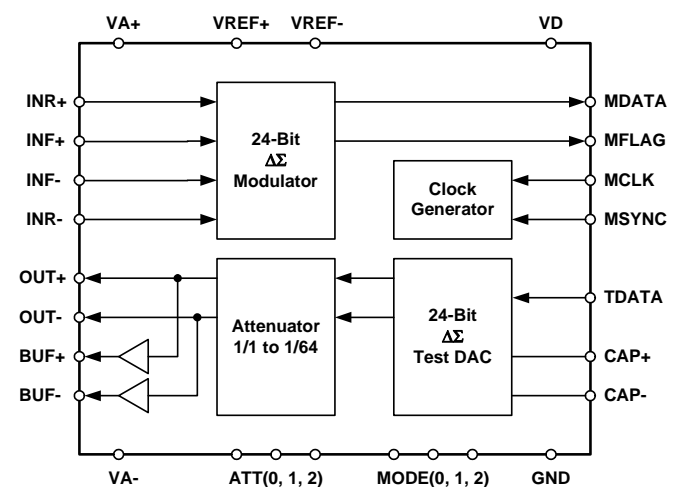 VA+ VREF+ VREF- VD
INR+
INF+
INF-
INR-
24-Bit
ΔΣ
Modulator
MDATA
MFLAG
MCLK
MSYNC
Clock
Generator
OUT+
OUT-
BUF+
BUF-
Attenuator
1/1 to 1/64
24-Bit
ΔΣ
Test DAC
TDATA
CAP+
CAP-
VA- ATT(0, 1, 2) MODE(0, 1, 2) GND